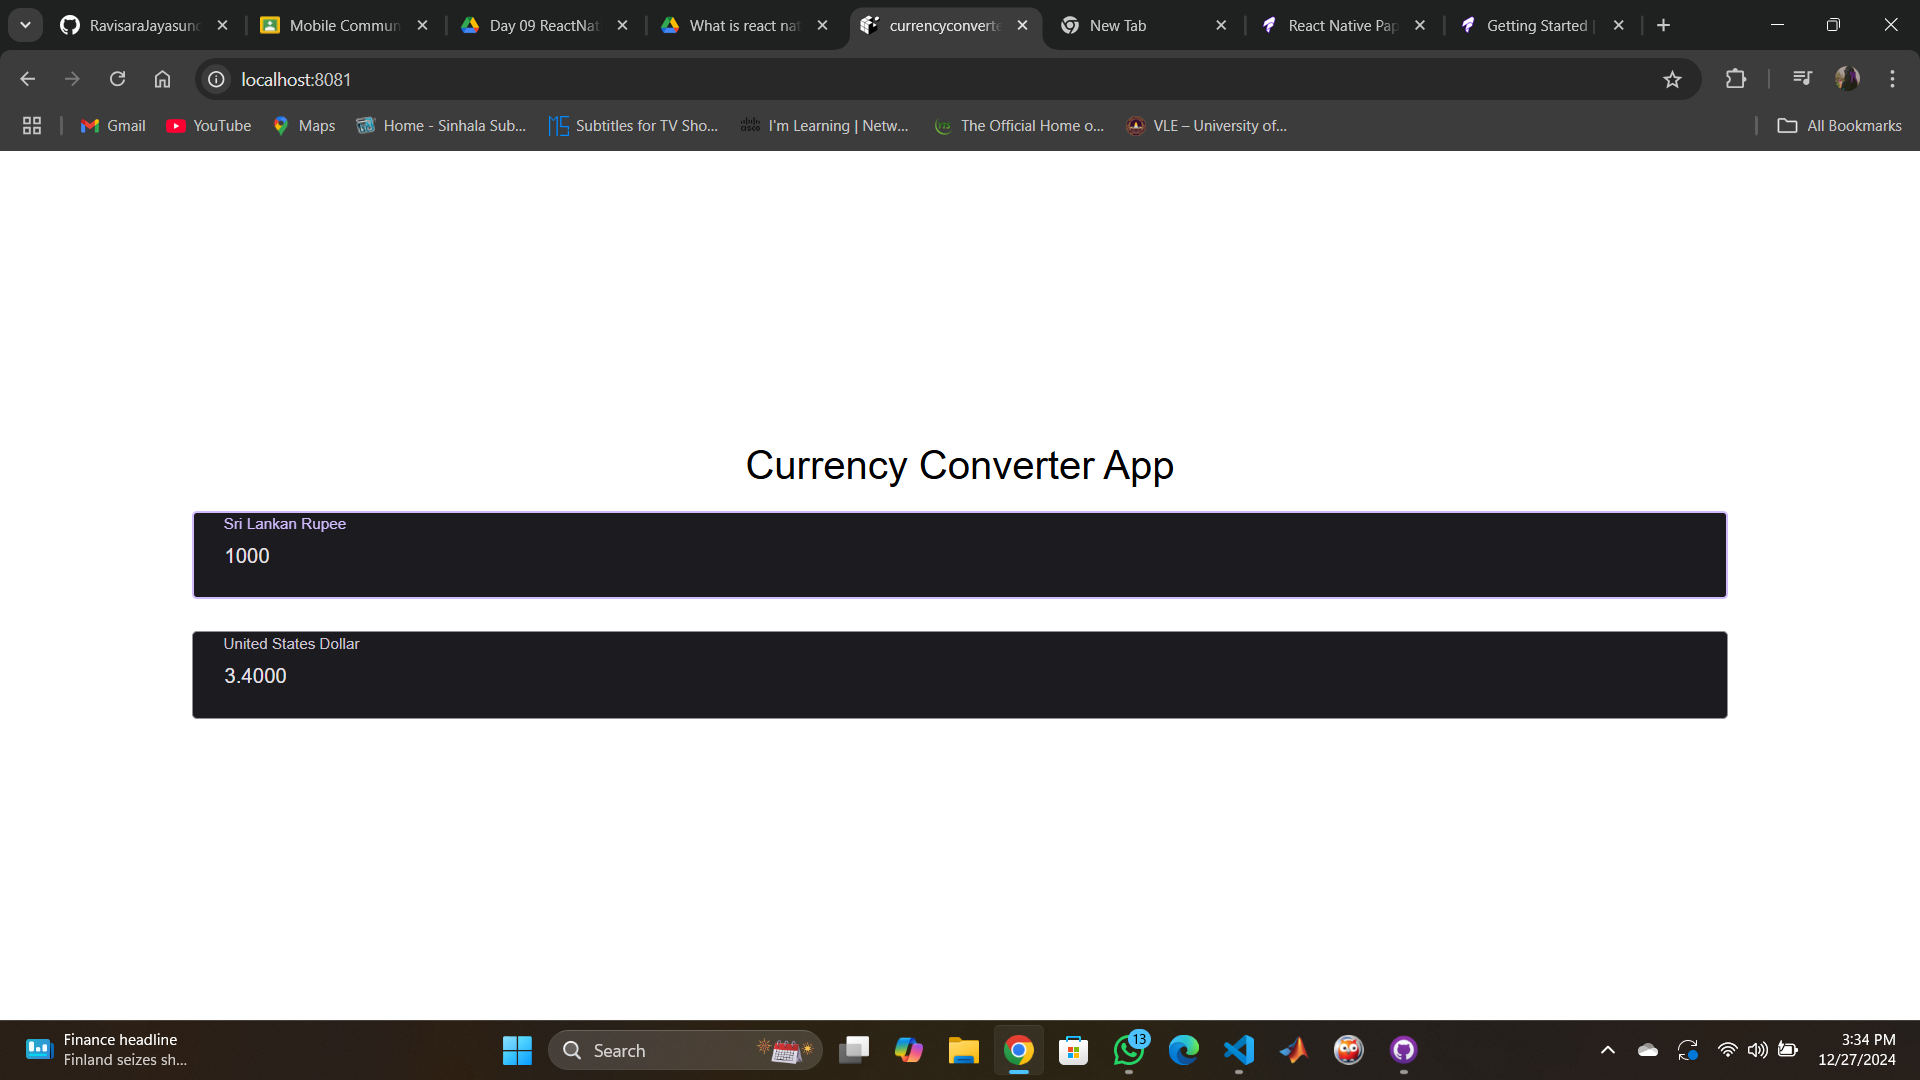 RavisaraJayasund
Mobile Commun
Day 09 ReactNat
What is react nat
currencyconverte
New Tab
React Native Pap
Getting Started |
localhost:8081
Gmail
YouTube
Maps
Home - Sinhala Sub...
Subtitles for TV Sho...
I'm Learning | Netw...
The Official Home o...
VLE – University of...
All Bookmarks
Currency Converter App
Sri Lankan Rupee
1000
United States Dollar
3.4000
Finance headline
Finland seizes sh...
Search
13
3:34 PM
12/27/2024